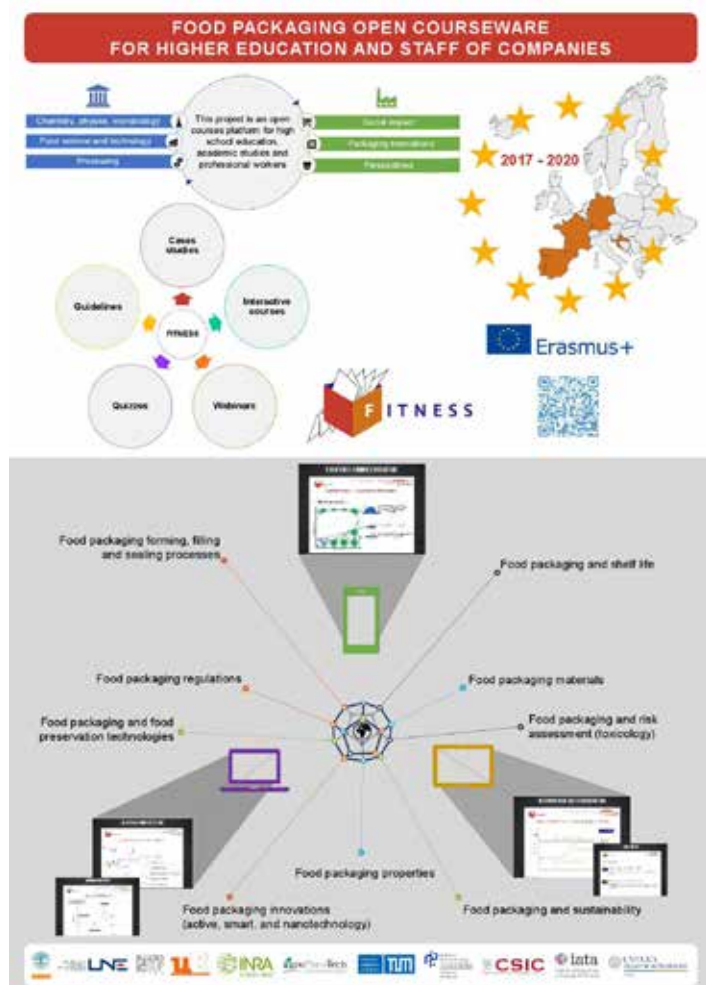 FOOD PACKAGING OPEN COURSEWARE
FOR HIGHER EDUCATION AND STAFF OF COMPANIES
Chemistry, physics, microbiology
Food science and technology
Processing
This project is an open
courses platform for high
school education,
academic studies and
professional workers
Social impact
Packaging innovations
Perspectives
2017 - 2020
Cases
studies
Guidelines
Interactive
courses
FITNESS
Quizzes
Webinars
Erasmus+
FITNESS
Food packaging forming, filling
and sealing processes
Food packaging and shelf life
Food packaging regulations
Food packaging materials
Food packaging and food
preservation technologies
Food packaging and risk
assessment (toxicology)
Food packaging properties
Food packaging innovations
(active, smart, and nanotechnology)
Food packaging and sustainability
LNE
INRA
AgroParisTech
TUM
CSIC
iata